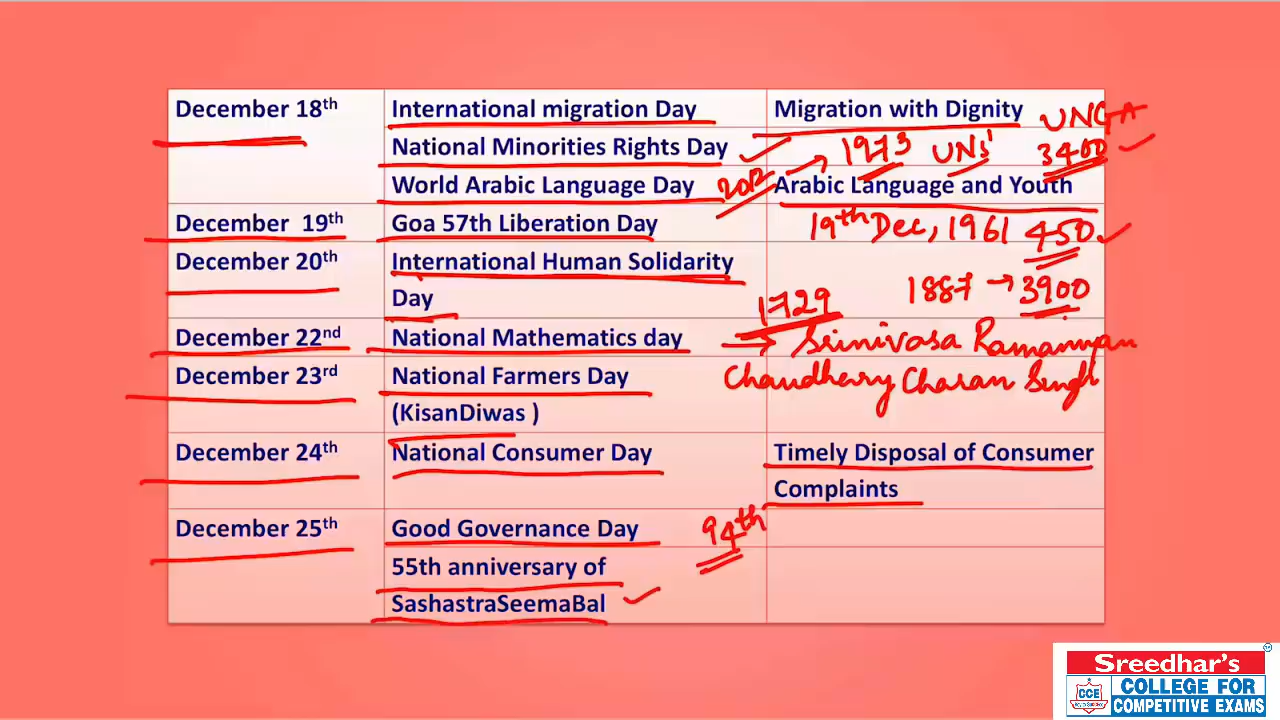 December 18th International migration Day Migration with Dignity UNGA
National Minorities Rights Day 1973 UN's 3400
World Arabic Language Day 2012 Arabic Language and Youth
December 19th Goa 57th Liberation Day 19th Dec, 1961 450
December 20th International Human Solidarity
Day 1729 1887 → 3900
December 22nd National Mathematics day → Srinivasa Ramanujan
December 23rd National Farmers Day Chaudhery Charan Singh
(KisanDiwas )
December 24th National Consumer Day Timely Disposal of Consumer
Complaints
December 25th Good Governance Day 94th
55th anniversary of
SashastraSeemaBal
Sreedhar's
CCE
COLLEGE FOR
COMPETITIVE EXAMS